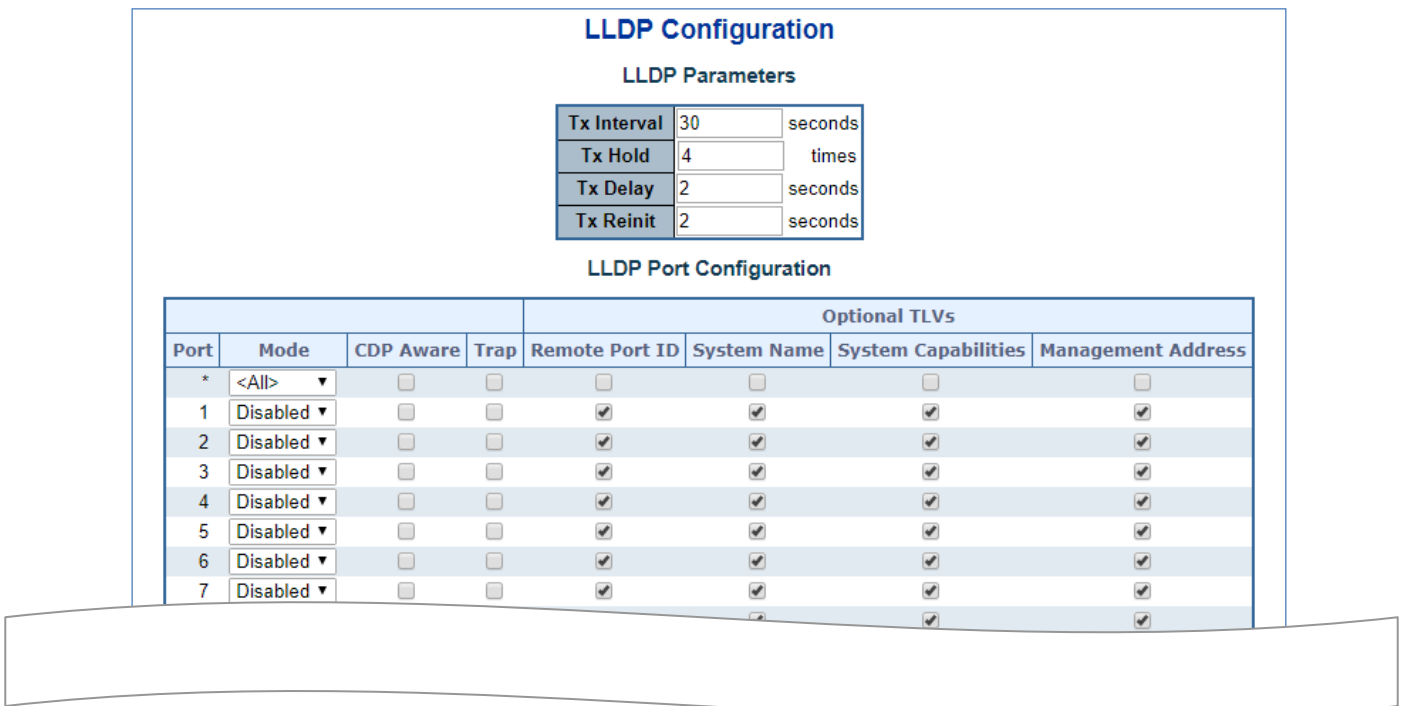 LLDP Configuration
LLDP Parameters
Tx Interval 30 seconds
Tx Hold 4 times
Tx Delay 2 seconds
Tx Reinit 2 seconds
LLDP Port Configuration
Optional TLVs
Port Mode CDP Aware Trap Remote Port ID System Name System Capabilities Management Address
* <All>
1 Disabled
2 Disabled
3 Disabled
4 Disabled
5 Disabled
6 Disabled
7 Disabled